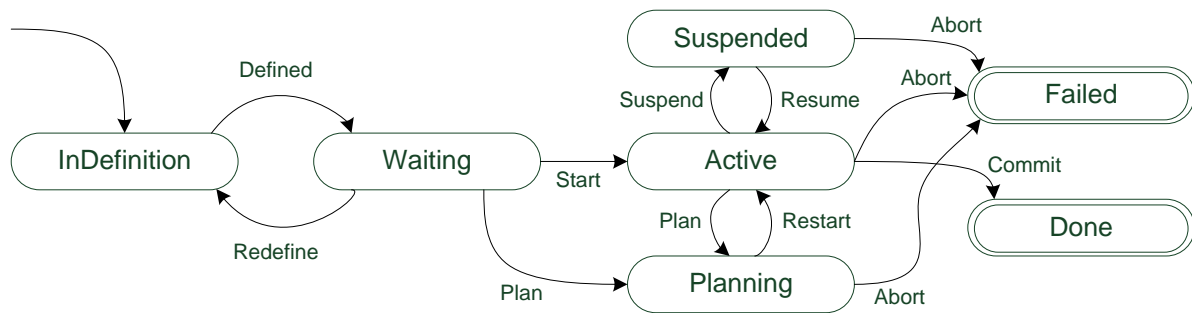 Suspended
Abort
Defined
Abort
Failed
Suspend
Resume
InDefinition
Waiting
Active
Commit
Start
Plan
Restart
Done
Redefine
Planning
Plan
Abort